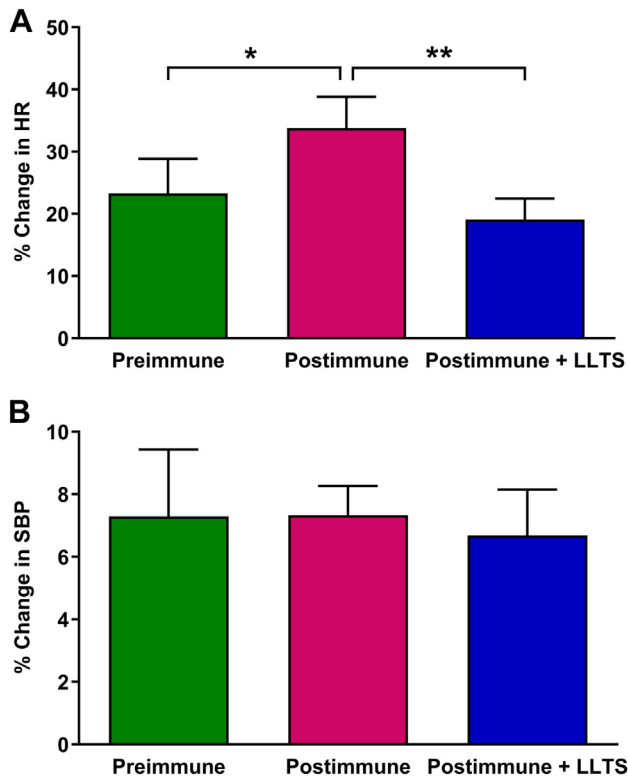 A
% Change in HR
50
40
30
20
10
0
*
**
Preimmune
Postimmune
Postimmune + LLTS
B
% Change in SBP
10
8
6
4
2
0
Preimmune
Postimmune
Postimmune + LLTS